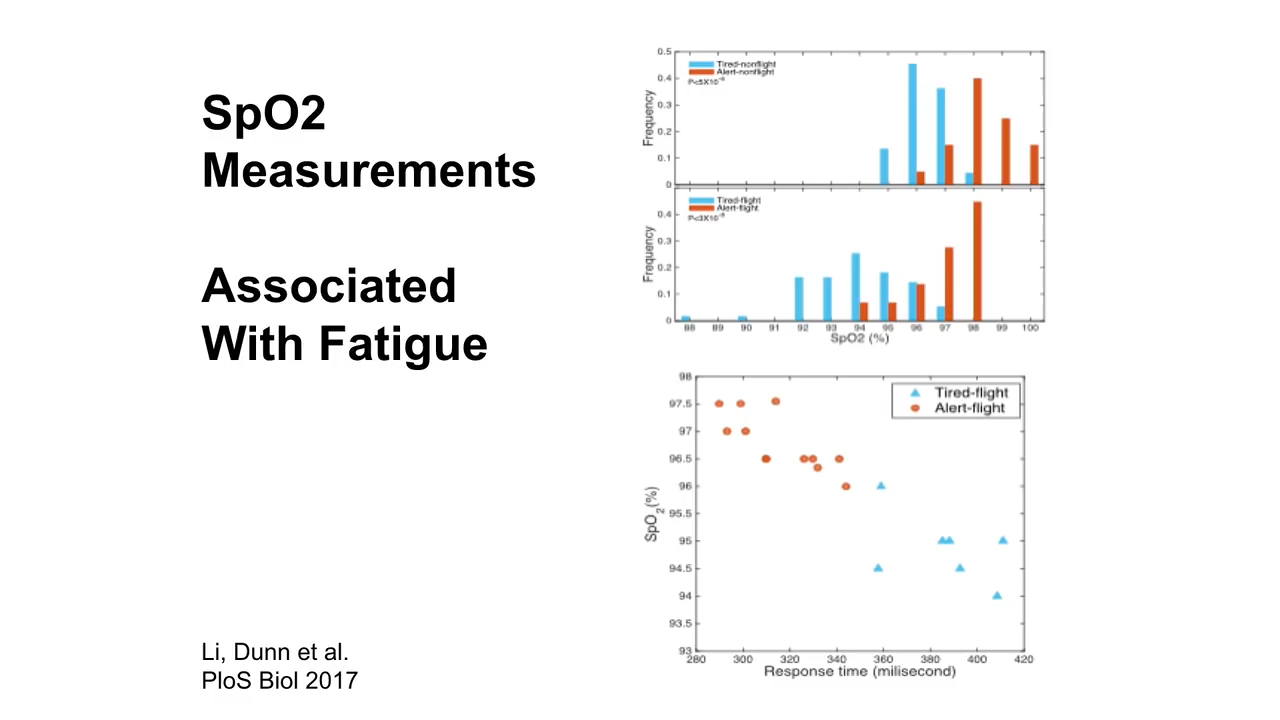 SpO2
Measurements
Associated
With Fatigue
Li, Dunn et al.
PloS Biol 2017
0.5
0.4
0.3
0.2
0.1
0
Frequency
Tired-nonflight
Alert-nonflight
0.4
0.3
0.2
0.1
0
Frequency
Tired-flight
Alert-flight
88 89 90 91 92 93 94 95 96 97 98 99 100
SpO2 (%)
98
97.5
97
96.5
96
95.5
95
94.5
94
93.5
93
SpO2(%)
Tired-flight
Alert-flight
280 300 320 340 360 380 400 420
Response time (milisecond)